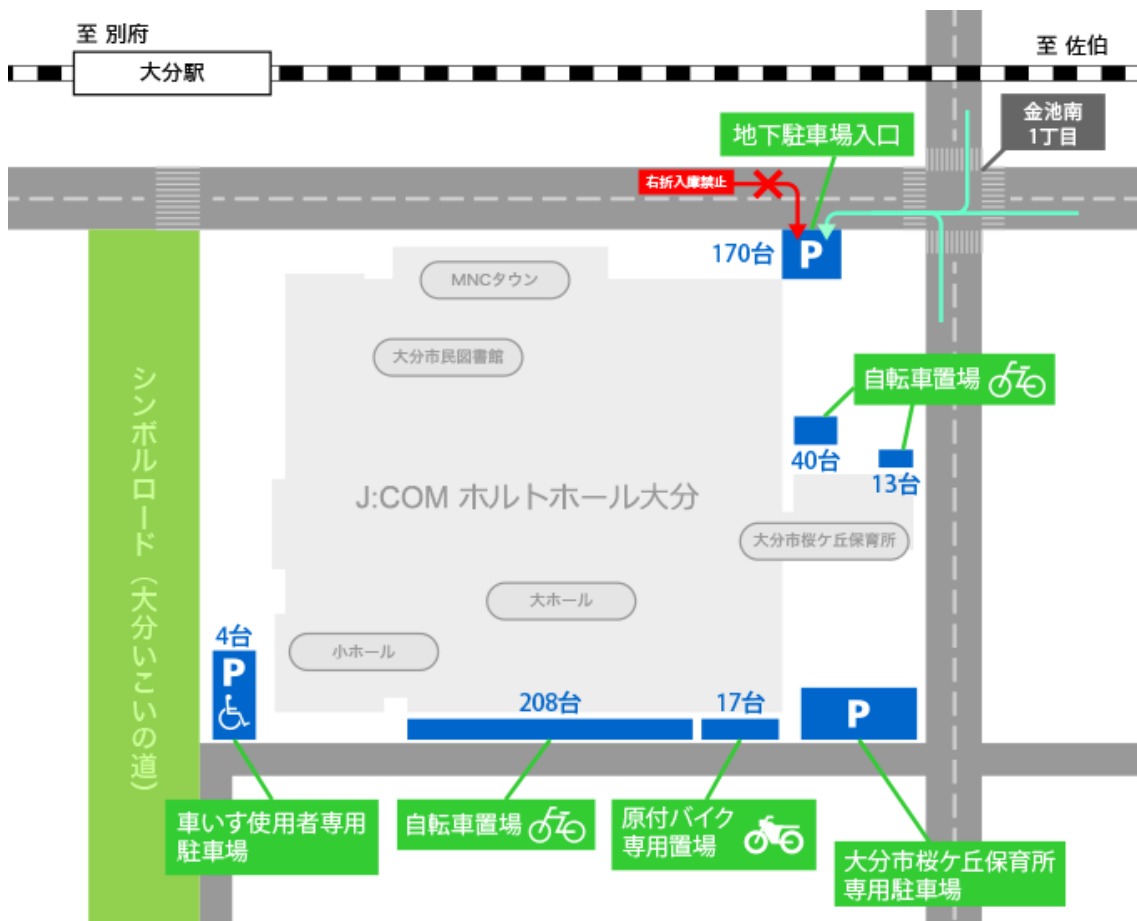 至 別府
大分駅
至 佐伯
金池南
1丁目
地下駐車場入口
右折入庫禁止
170台
P
MNCタウン
大分市民図書館
自転車置場
40台
13台
J:COM ホルトホール大分
大分市桜ケ丘保育所
大ホール
小ホール
シンボルロード（大分いこいの道）
4台
P
208台
17台
P
車いす使用者専用
駐車場
自転車置場
原付バイク
専用置場
大分市桜ケ丘保育所
専用駐車場